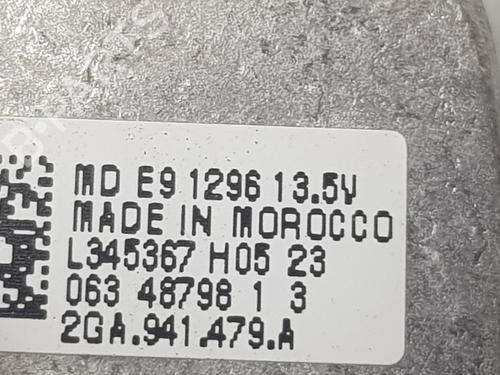 MD E9 1296 13.5V
MADE IN MOROCCO
L345367 H05 23
063 48798 1 3
2GA.941.479.A